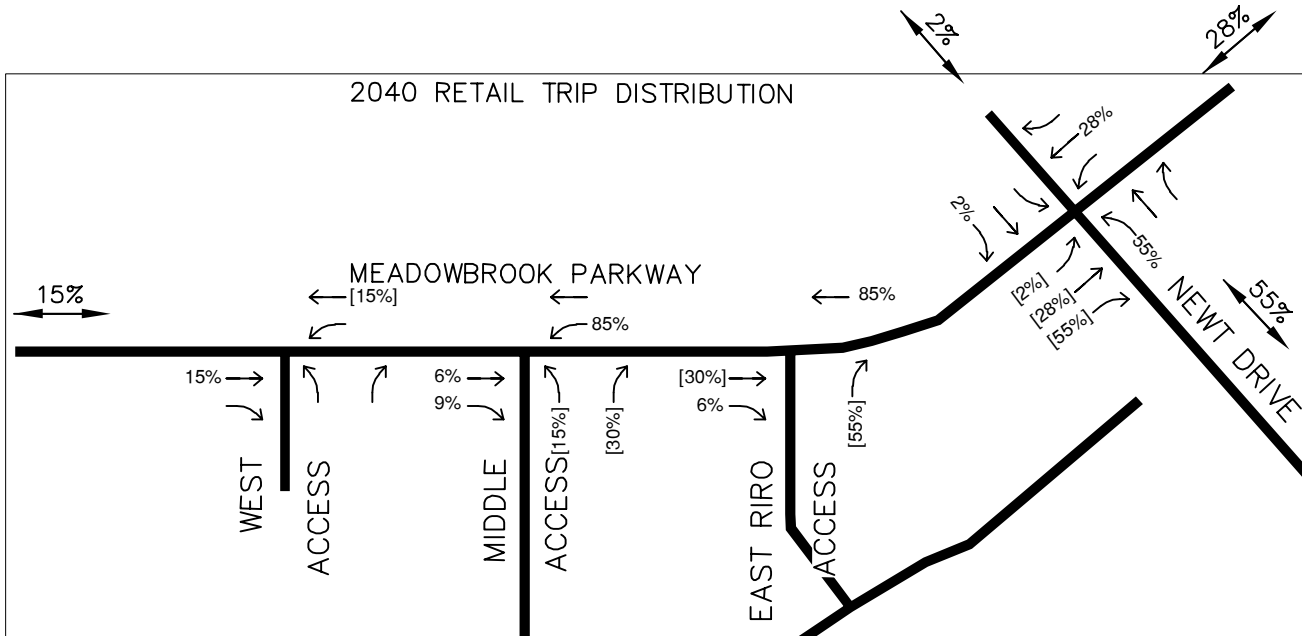 2%
28%
2040 RETAIL TRIP DISTRIBUTION
28%
2%
55%
MEADOWBROOK PARKWAY
[2%]
[28%]
[55%]
NEWT DRIVE
55%
15%
[15%]
85%
85%
15%
6%
9%
[15%]
[30%]
[30%]
6%
[55%]
WEST
ACCESS
MIDDLE
ACCESS
EAST RIRO
ACCESS